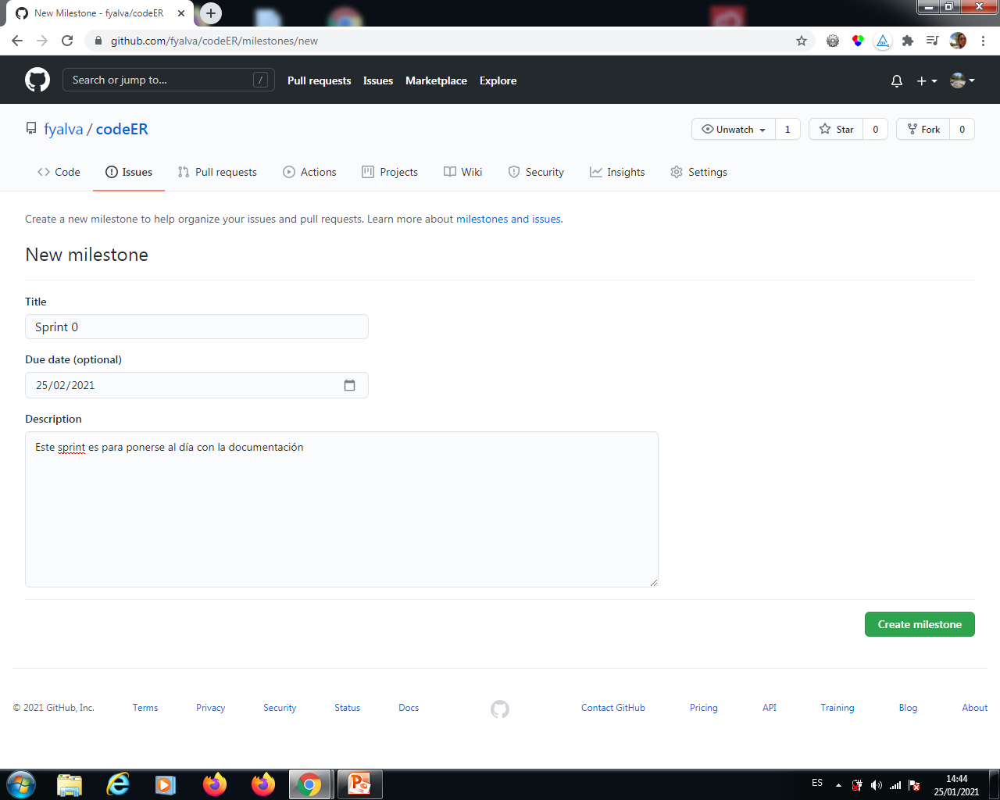 New Milestone - fyalva/codeER
github.com/fyalva/codeER/milestones/new
Search or jump to... / Pull requests Issues Marketplace Explore
fyalva / codeER Unwatch 1 Star 0 Fork 0
Code Issues Pull requests Actions Projects Wiki Security Insights Settings
Create a new milestone to help organize your issues and pull requests. Learn more about milestones and issues.
New milestone
Title
Sprint 0
Due date (optional)
25/02/2021
Description
Este sprint es para ponerse al día con la documentación
Create milestone
© 2021 GitHub, Inc. Terms Privacy Security Status Docs Contact GitHub Pricing API Training Blog About
ES 14:44
25/01/2021